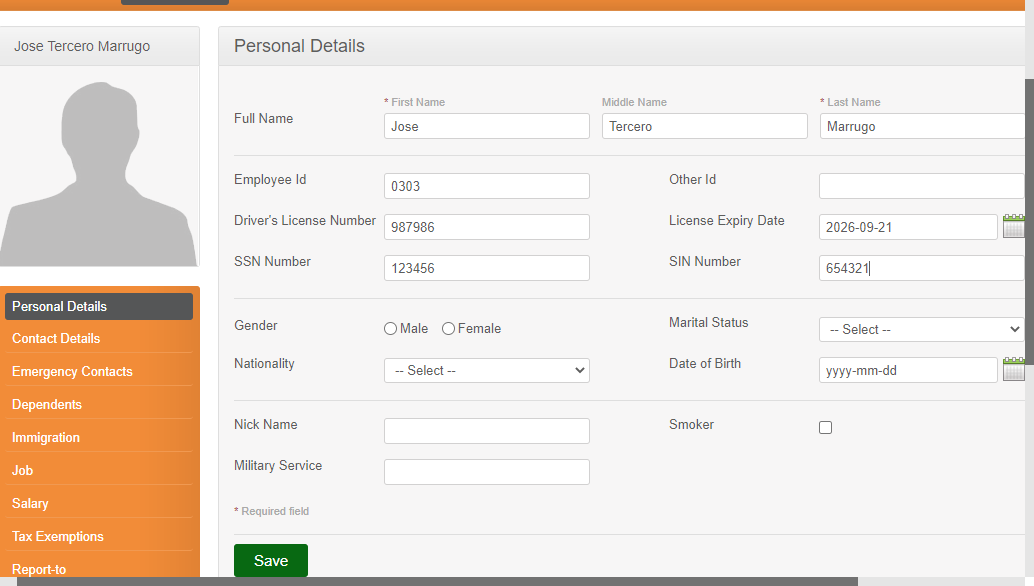 Jose Tercero Marrugo
Personal Details
Contact Details
Emergency Contacts
Dependents
Immigration
Job
Salary
Tax Exemptions
Report-to
Personal Details
Full Name
* First Name
Jose
Middle Name
Tercero
* Last Name
Marrugo
Employee Id
0303
Other Id
Driver's License Number
987986
License Expiry Date
2026-09-21
SSN Number
123456
SIN Number
654321
Gender
Male
Female
Marital Status
-- Select --
Nationality
-- Select --
Date of Birth
yyyy-mm-dd
Nick Name
Smoker
Military Service
* Required field
Save